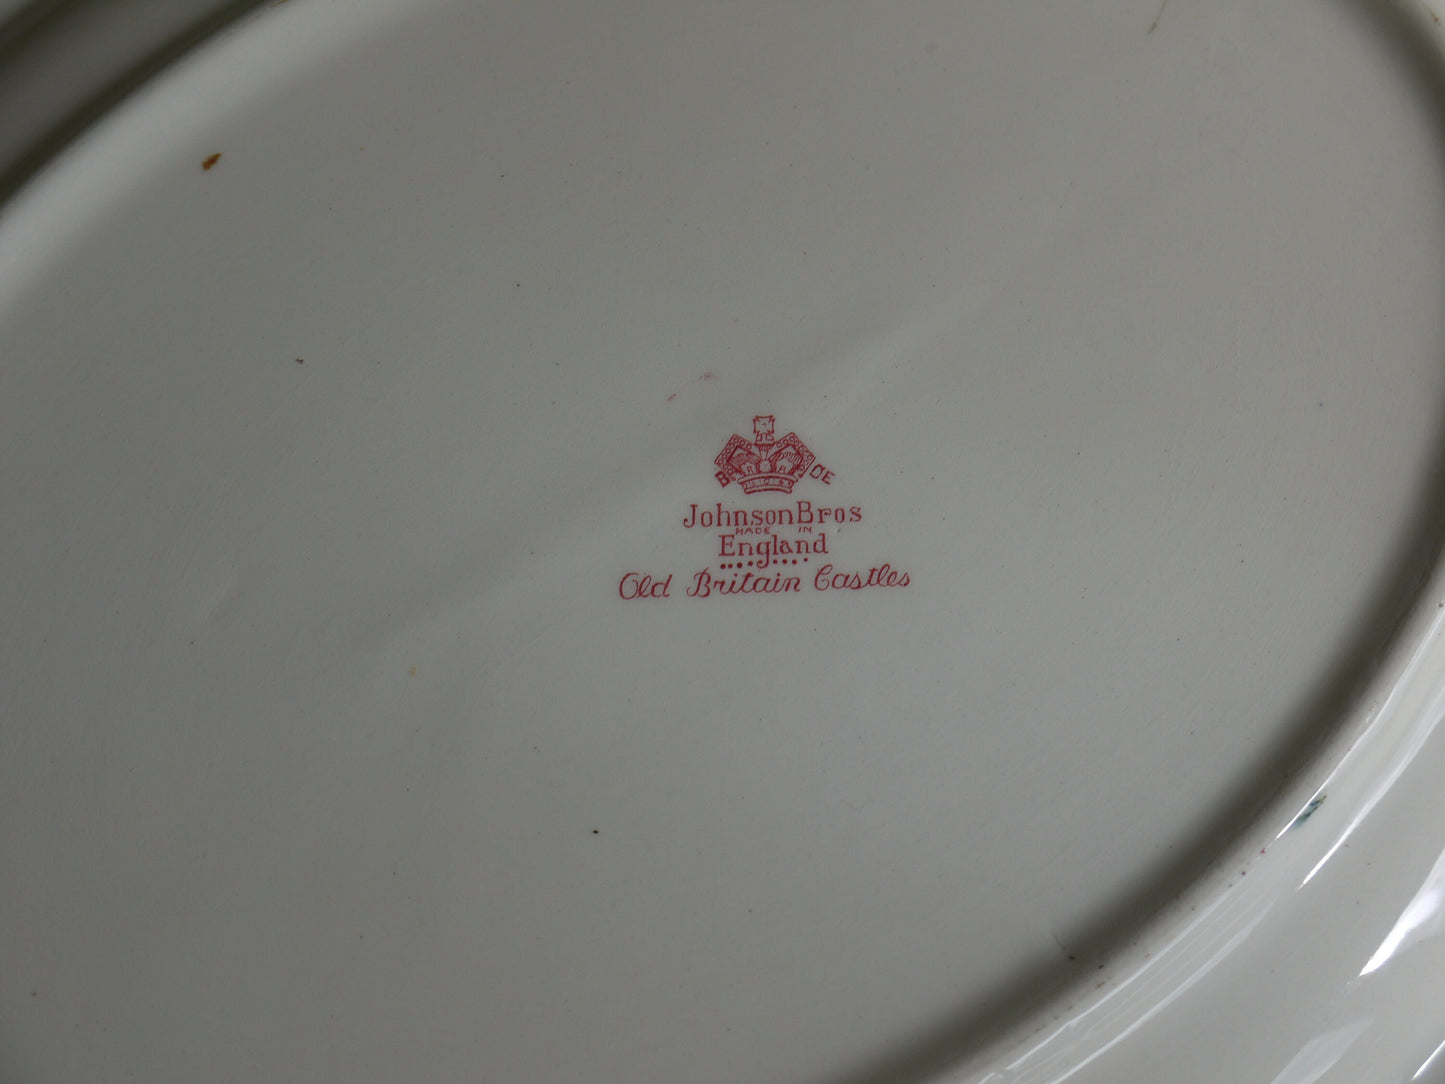 JohnsonBros
MADE IN
England
Old Britain Castles